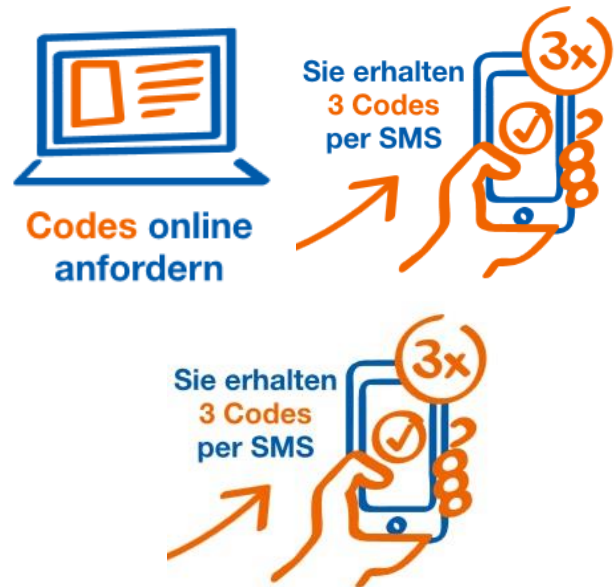 Codes online
anfordern
Sie erhalten
3 Codes
per SMS
3x
Sie erhalten
3 Codes
per SMS
3x